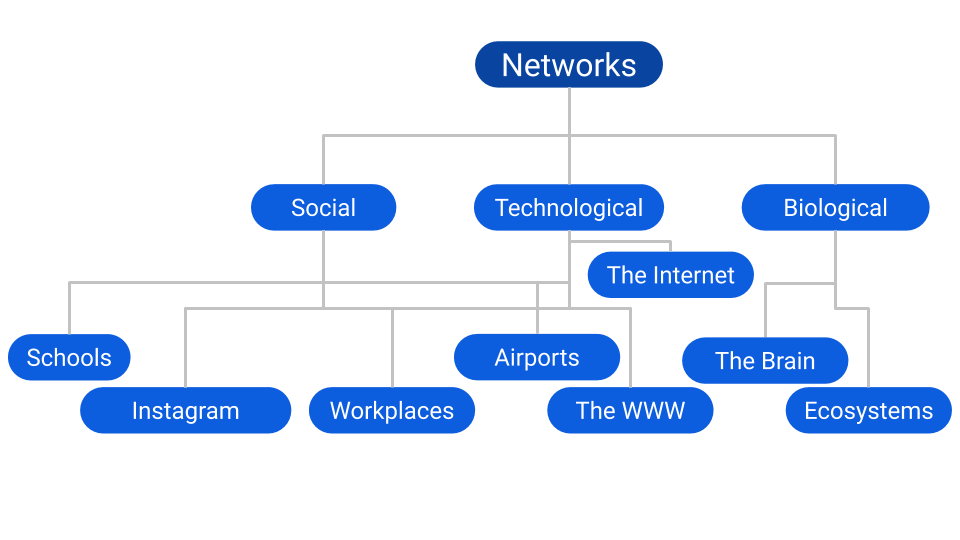 Networks
Social
Technological
Biological
The Internet
Schools
Airports
The Brain
Instagram
Workplaces
The WWW
Ecosystems